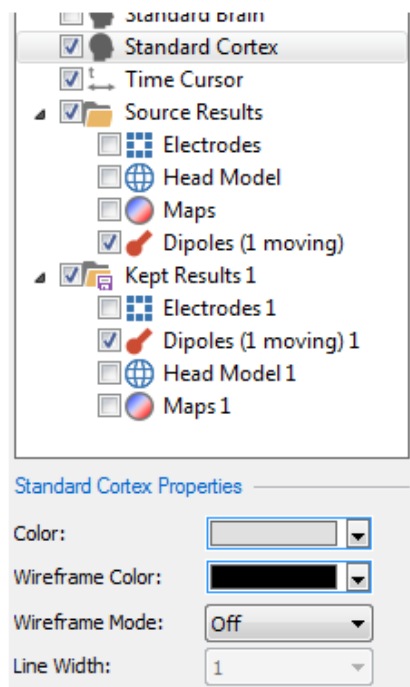 Standard Brain
Standard Cortex
t
Time Cursor
Source Results
Electrodes
Head Model
Maps
Dipoles (1 moving)
Kept Results 1
Electrodes 1
Dipoles (1 moving) 1
Head Model 1
Maps 1
Standard Cortex Properties
Color:
Wireframe Color:
Wireframe Mode: Off
Line Width: 1